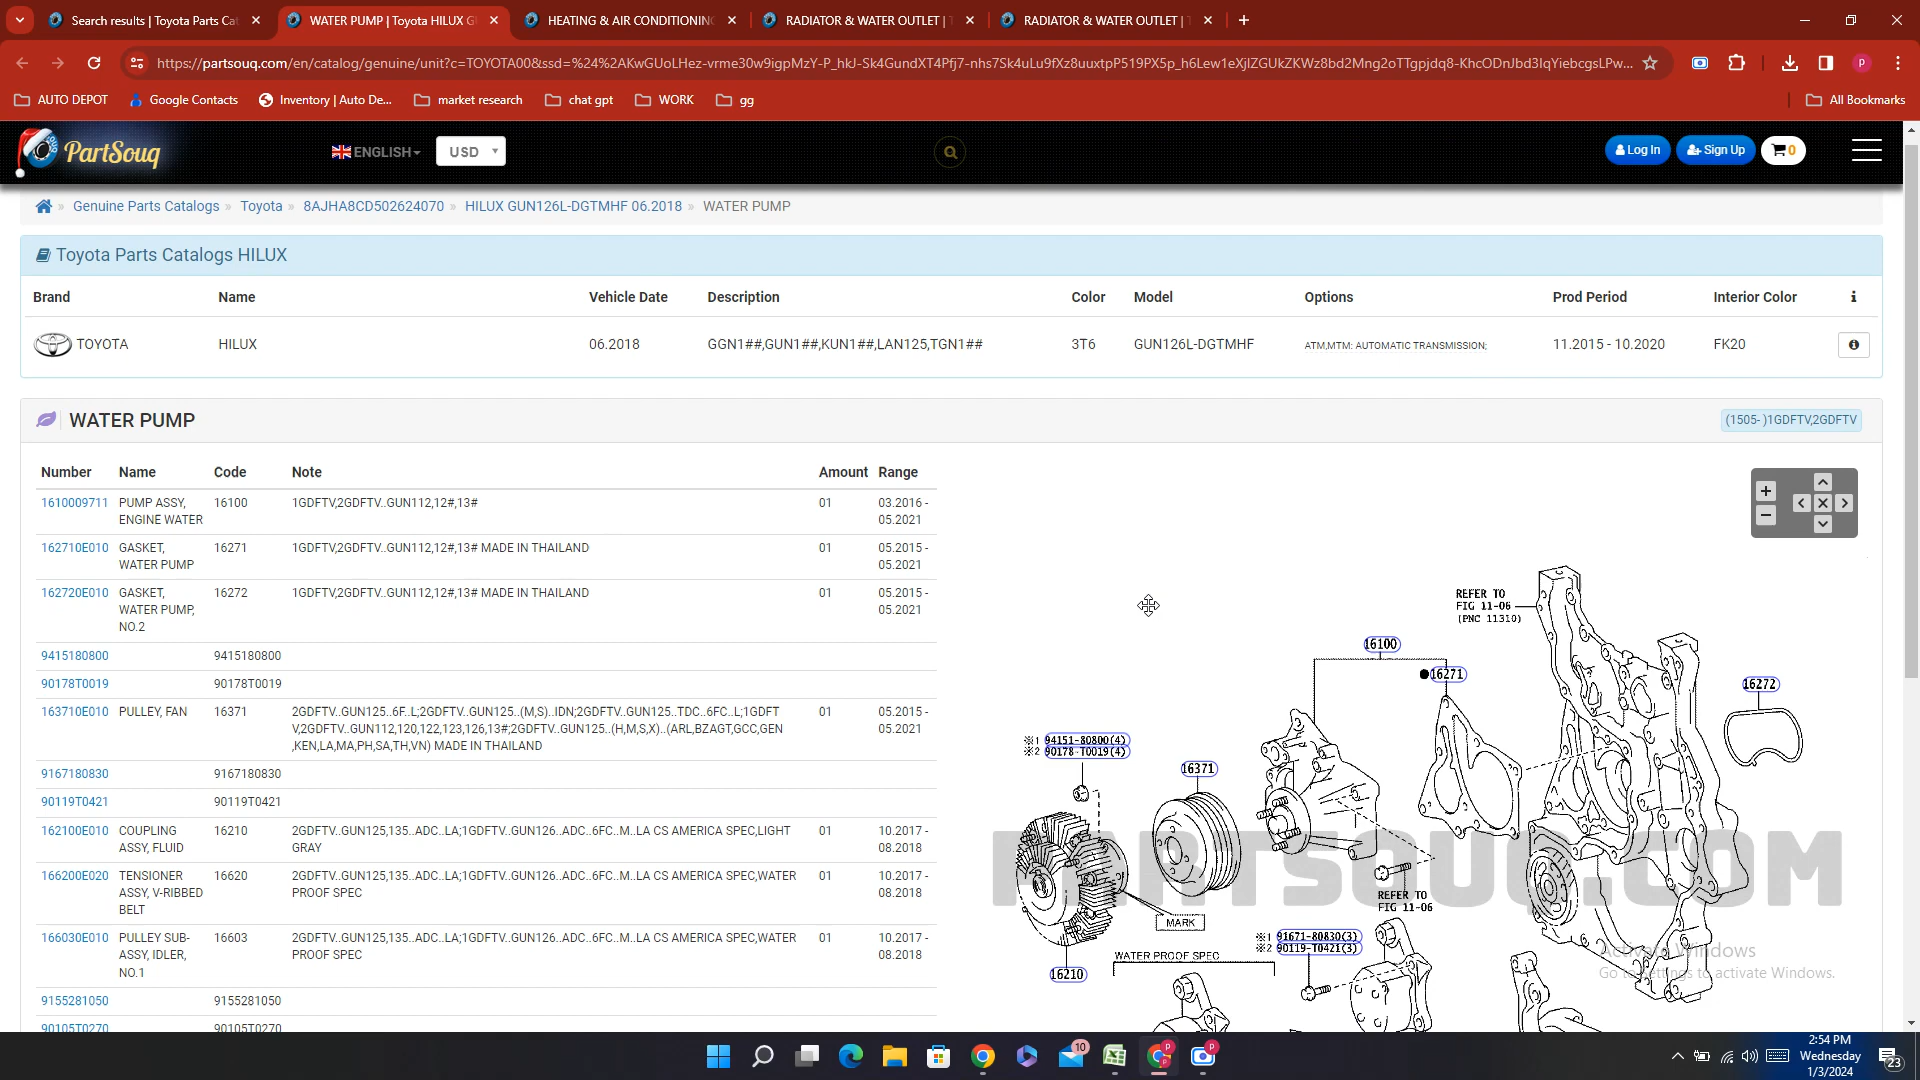 Search results | Toyota Parts Cat
WATER PUMP | Toyota HILUX G
HEATING & AIR CONDITIONING
RADIATOR & WATER OUTLET | T
RADIATOR & WATER OUTLET | T
AUTO DEPOT
Google Contacts
Inventory | Auto De...
market research
chat gpt
WORK
gg
All Bookmarks
PartSouq
ENGLISH
USD
Log In
Sign Up
0
» Genuine Parts Catalogs » Toyota » 8AJHA8CD502624070 » HILUX GUN126L-DGTMHF 06.2018 » WATER PUMP
Toyota Parts Catalogs HILUX
Brand Name Vehicle Date Description Color Model Options Prod Period Interior Color
TOYOTA HILUX 06.2018 GGN1##,GUN1##,KUN1##,LAN125,TGN1## 3T6 GUN126L-DGTMHF ATM,MTM: AUTOMATIC TRANSMISSION; 11.2015 - 10.2020 FK20
WATER PUMP
(1505- )1GDFTV,2GDFTV
Number Name Code Note Amount Range
1610009711 PUMP ASSY, 16100 1GDFTV,2GDFTV..GUN112,12#,13# 01 03.2016 -
ENGINE WATER 05.2021
162710E010 GASKET, 16271 1GDFTV,2GDFTV..GUN112,12#,13# MADE IN THAILAND 01 05.2015 -
WATER PUMP 05.2021
162720E010 GASKET, 16272 1GDFTV,2GDFTV..GUN112,12#,13# MADE IN THAILAND 01 05.2015 -
WATER PUMP, 05.2021
NO.2
9415180800 9415180800
90178T0019 90178T0019
163710E010 PULLEY, FAN 16371 2GDFTV..GUN125..6F..L;2GDFTV..GUN125..(M,S)..IDN;2GDFTV..GUN125..TDC..6FC..L;1GDFT 01 05.2015 -
V,2GDFTV..GUN112,120,122,123,126,13#;2GDFTV..GUN125..(H,M,S,X)..(ARL,BZAGT,GCC,GEN 05.2021
,KEN,LA,MA,PH,SA,TH,VN) MADE IN THAILAND
9167180830 9167180830
90119T0421 90119T0421
162100E010 COUPLING 16210 2GDFTV..GUN125,135..ADC..LA;1GDFTV..GUN126..ADC..6FC..M..LA CS AMERICA SPEC,LIGHT 01 10.2017 -
ASSY, FLUID GRAY 08.2018
166200E020 TENSIONER 16620 2GDFTV..GUN125,135..ADC..LA;1GDFTV..GUN126..ADC..6FC..M..LA CS AMERICA SPEC,WATER 01 10.2017 -
ASSY, V-RIBBED PROOF SPEC 08.2018
BELT
166030E010 PULLEY SUB- 16603 2GDFTV..GUN125,135..ADC..LA;1GDFTV..GUN126..ADC..6FC..M..LA CS AMERICA SPEC,WATER 01 10.2017 -
ASSY, IDLER, PROOF SPEC 08.2018
NO.1
9155281050 9155281050
90105T0270 90105T0270
REFER TO
FIG 11-06
(PNC 11310)
16100
16271
16272
※1 94151-80800(4)
※2 90178-T0019(4)
16371
REFER TO
FIG 11-06
MARK
※1 91671-80830(3)
※2 90119-T0421(3)
WATER PROOF SPEC
16210
PARTSOUQ.COM
Activate Windows
Go to Settings to activate Windows.
10
2:54 PM
Wednesday
1/3/2024
23